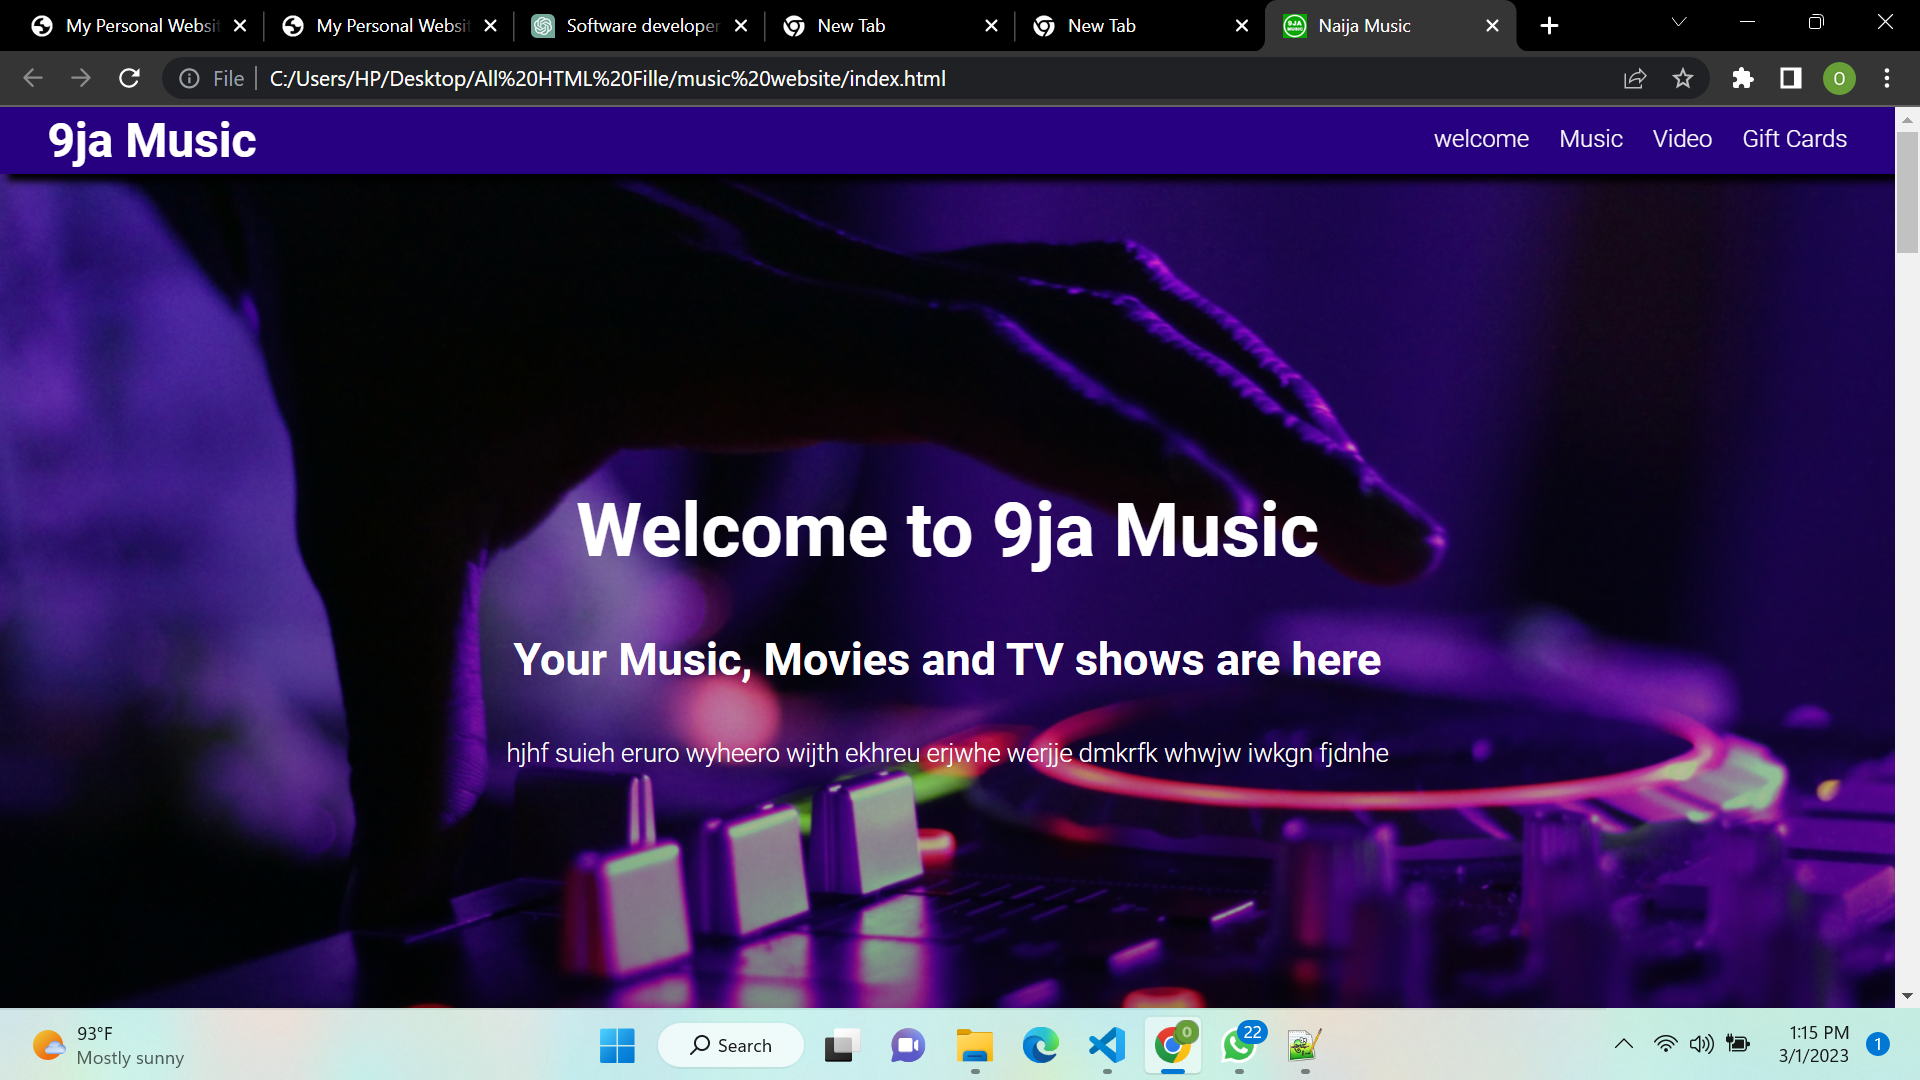 My Personal Websi
My Personal Websit
Software developer
New Tab
New Tab
9JA MUSIC
Naija Music
File
C:/Users/HP/Desktop/All%20HTML%20Fille/music%20website/index.html
O
9ja Music
welcome Music Video Gift Cards
Welcome to 9ja Music
Your Music, Movies and TV shows are here
hjhf suieh eruro wyheero wijth ekhreu erjwhe werjje dmkrfk whwjw iwkgn fjdnhe
93°F
Mostly sunny
Search
0
22
1:15 PM
3/1/2023
1